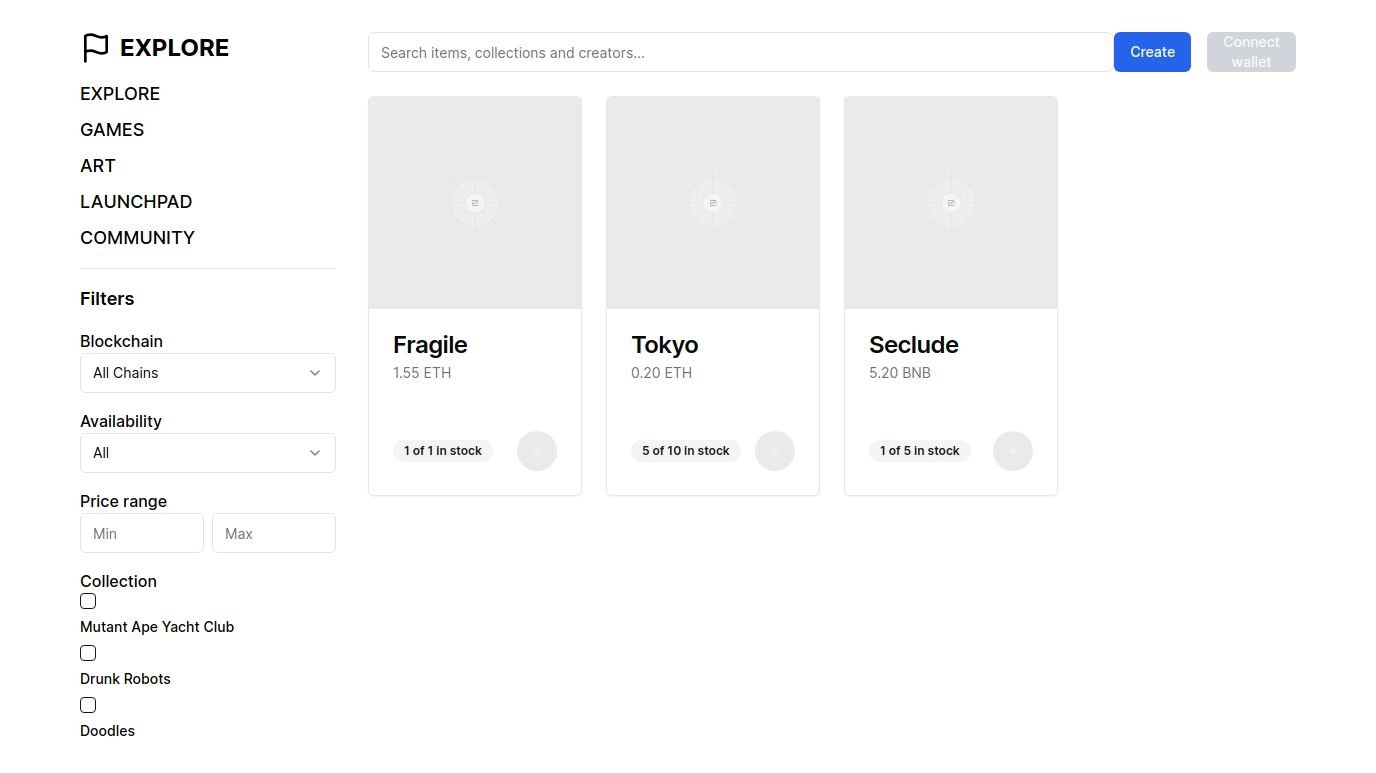 EXPLORE
EXPLORE
GAMES
ART
LAUNCHPAD
COMMUNITY
Filters
Blockchain
All Chains
Availability
All
Price range
Min
Max
Collection
Mutant Ape Yacht Club
Drunk Robots
Doodles
Search items, collections and creators...
Create
Connect
wallet
Fragile
1.55 ETH
1 of 1 in stock
Tokyo
0.20 ETH
5 of 10 in stock
Seclude
5.20 BNB
1 of 5 in stock